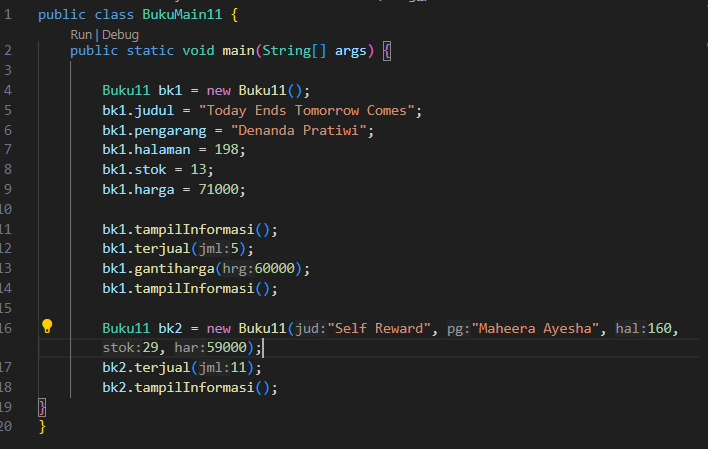 1 public class BukuMain11 {
Run | Debug
2 public static void main(String[] args) {
3
4 Buku11 bk1 = new Buku11();
5 bk1.judul = "Today Ends Tomorrow Comes";
6 bk1.pengarang = "Denanda Pratiwi";
7 bk1.halaman = 198;
8 bk1.stok = 13;
9 bk1.harga = 71000;
10
11 bk1.tampilInformasi();
12 bk1.terjual(jml:5);
13 bk1.gantiharga(hrg:60000);
14 bk1.tampilInformasi();
15
16 Buku11 bk2 = new Buku11(jud:"Self Reward", pg:"Maheera Ayesha", hal:160,
stok:29, har:59000);
17 bk2.terjual(jml:11);
18 bk2.tampilInformasi();
19 }
20 }